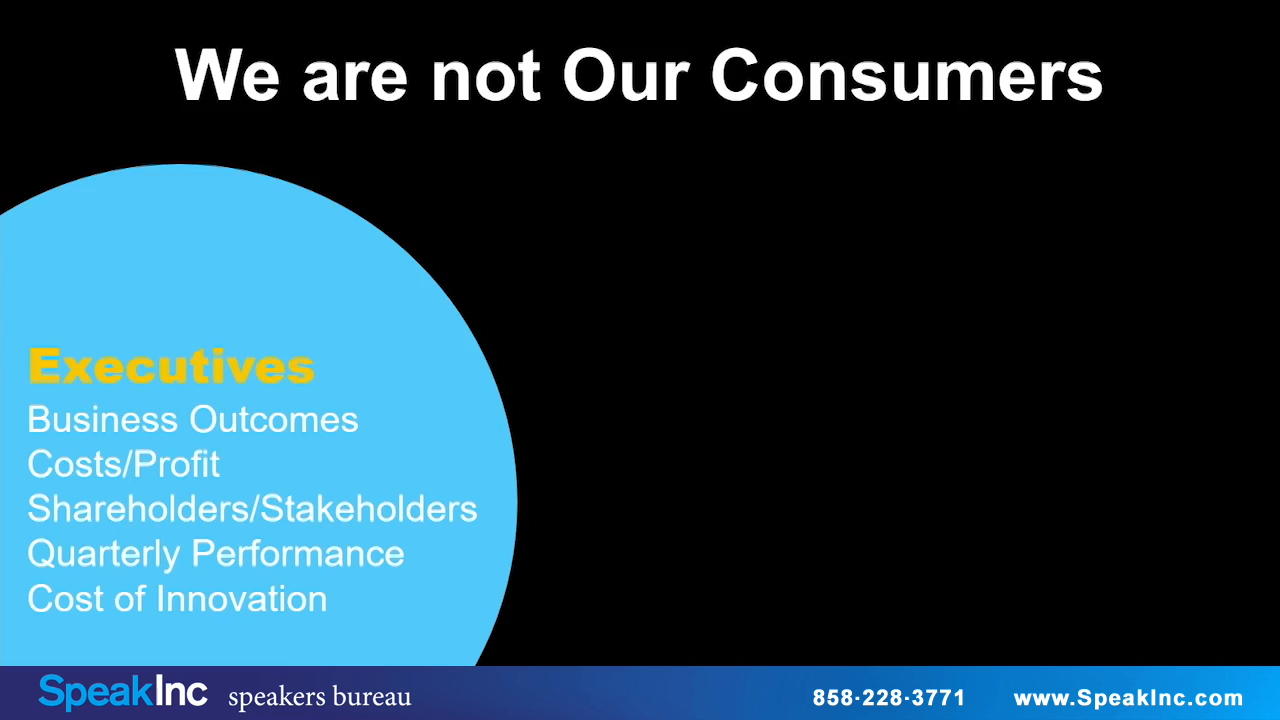 We are not Our Consumers
Executives
Business Outcomes
Costs/Profit
Shareholders/Stakeholders
Quarterly Performance
Cost of Innovation
SpeakInc speakers bureau
858-228-3771
www.SpeakInc.com